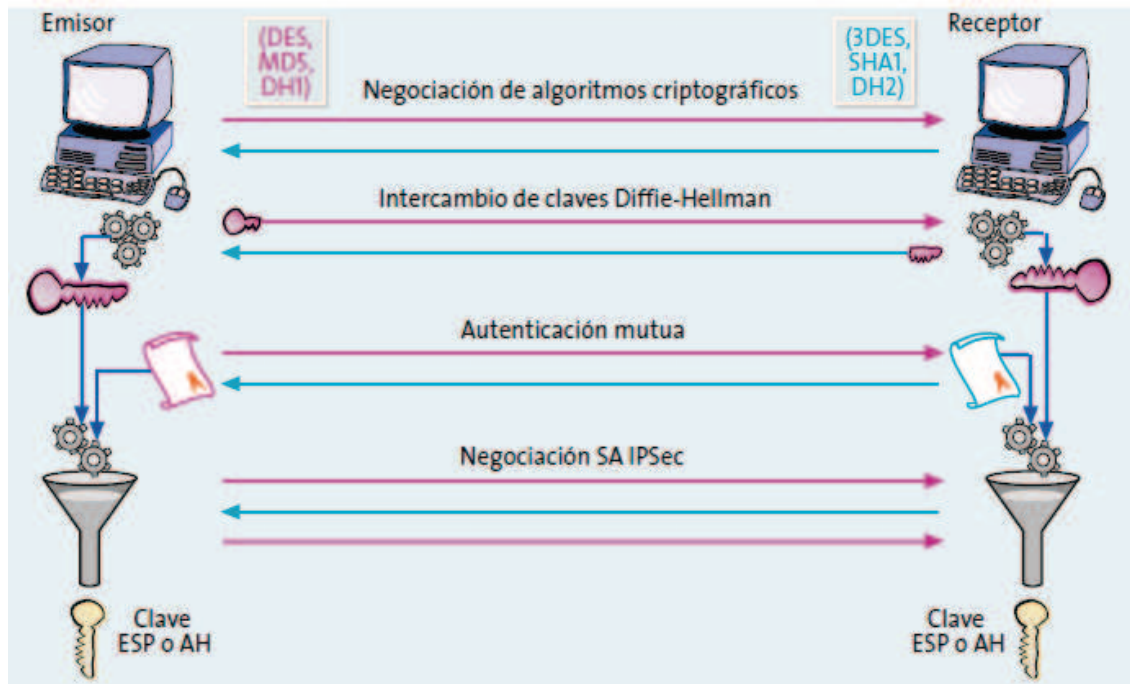 Emisor
Receptor
(DES,
MD5,
DH1)
(3DES,
SHA1,
DH2)
Negociación de algoritmos criptográficos
Intercambio de claves Diffie-Hellman
Autenticación mutua
Negociación SA IPSec
Clave
ESP o AH
Clave
ESP o AH